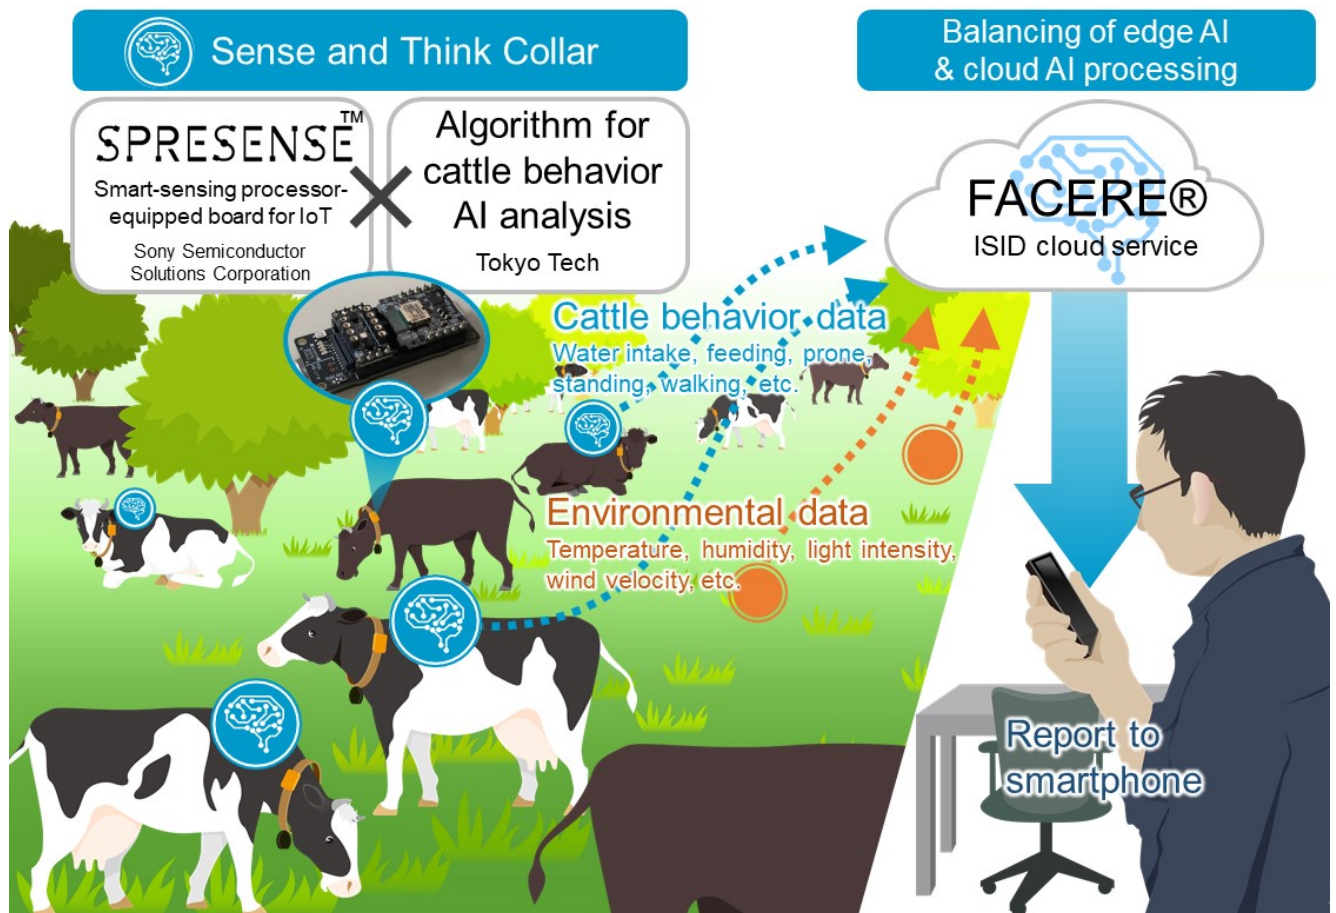 Sense and Think Collar
SPRESENSE™
Smart-sensing processor-
equipped board for IoT
Sony Semiconductor
Solutions Corporation
Algorithm for
cattle behavior
AI analysis
Tokyo Tech
Balancing of edge AI
& cloud AI processing
FACERE®
ISID cloud service
Cattle behavior data
Water intake, feeding, prone,
standing, walking, etc.
Environmental data
Temperature, humidity, light intensity,
wind velocity, etc.
Report to
smartphone